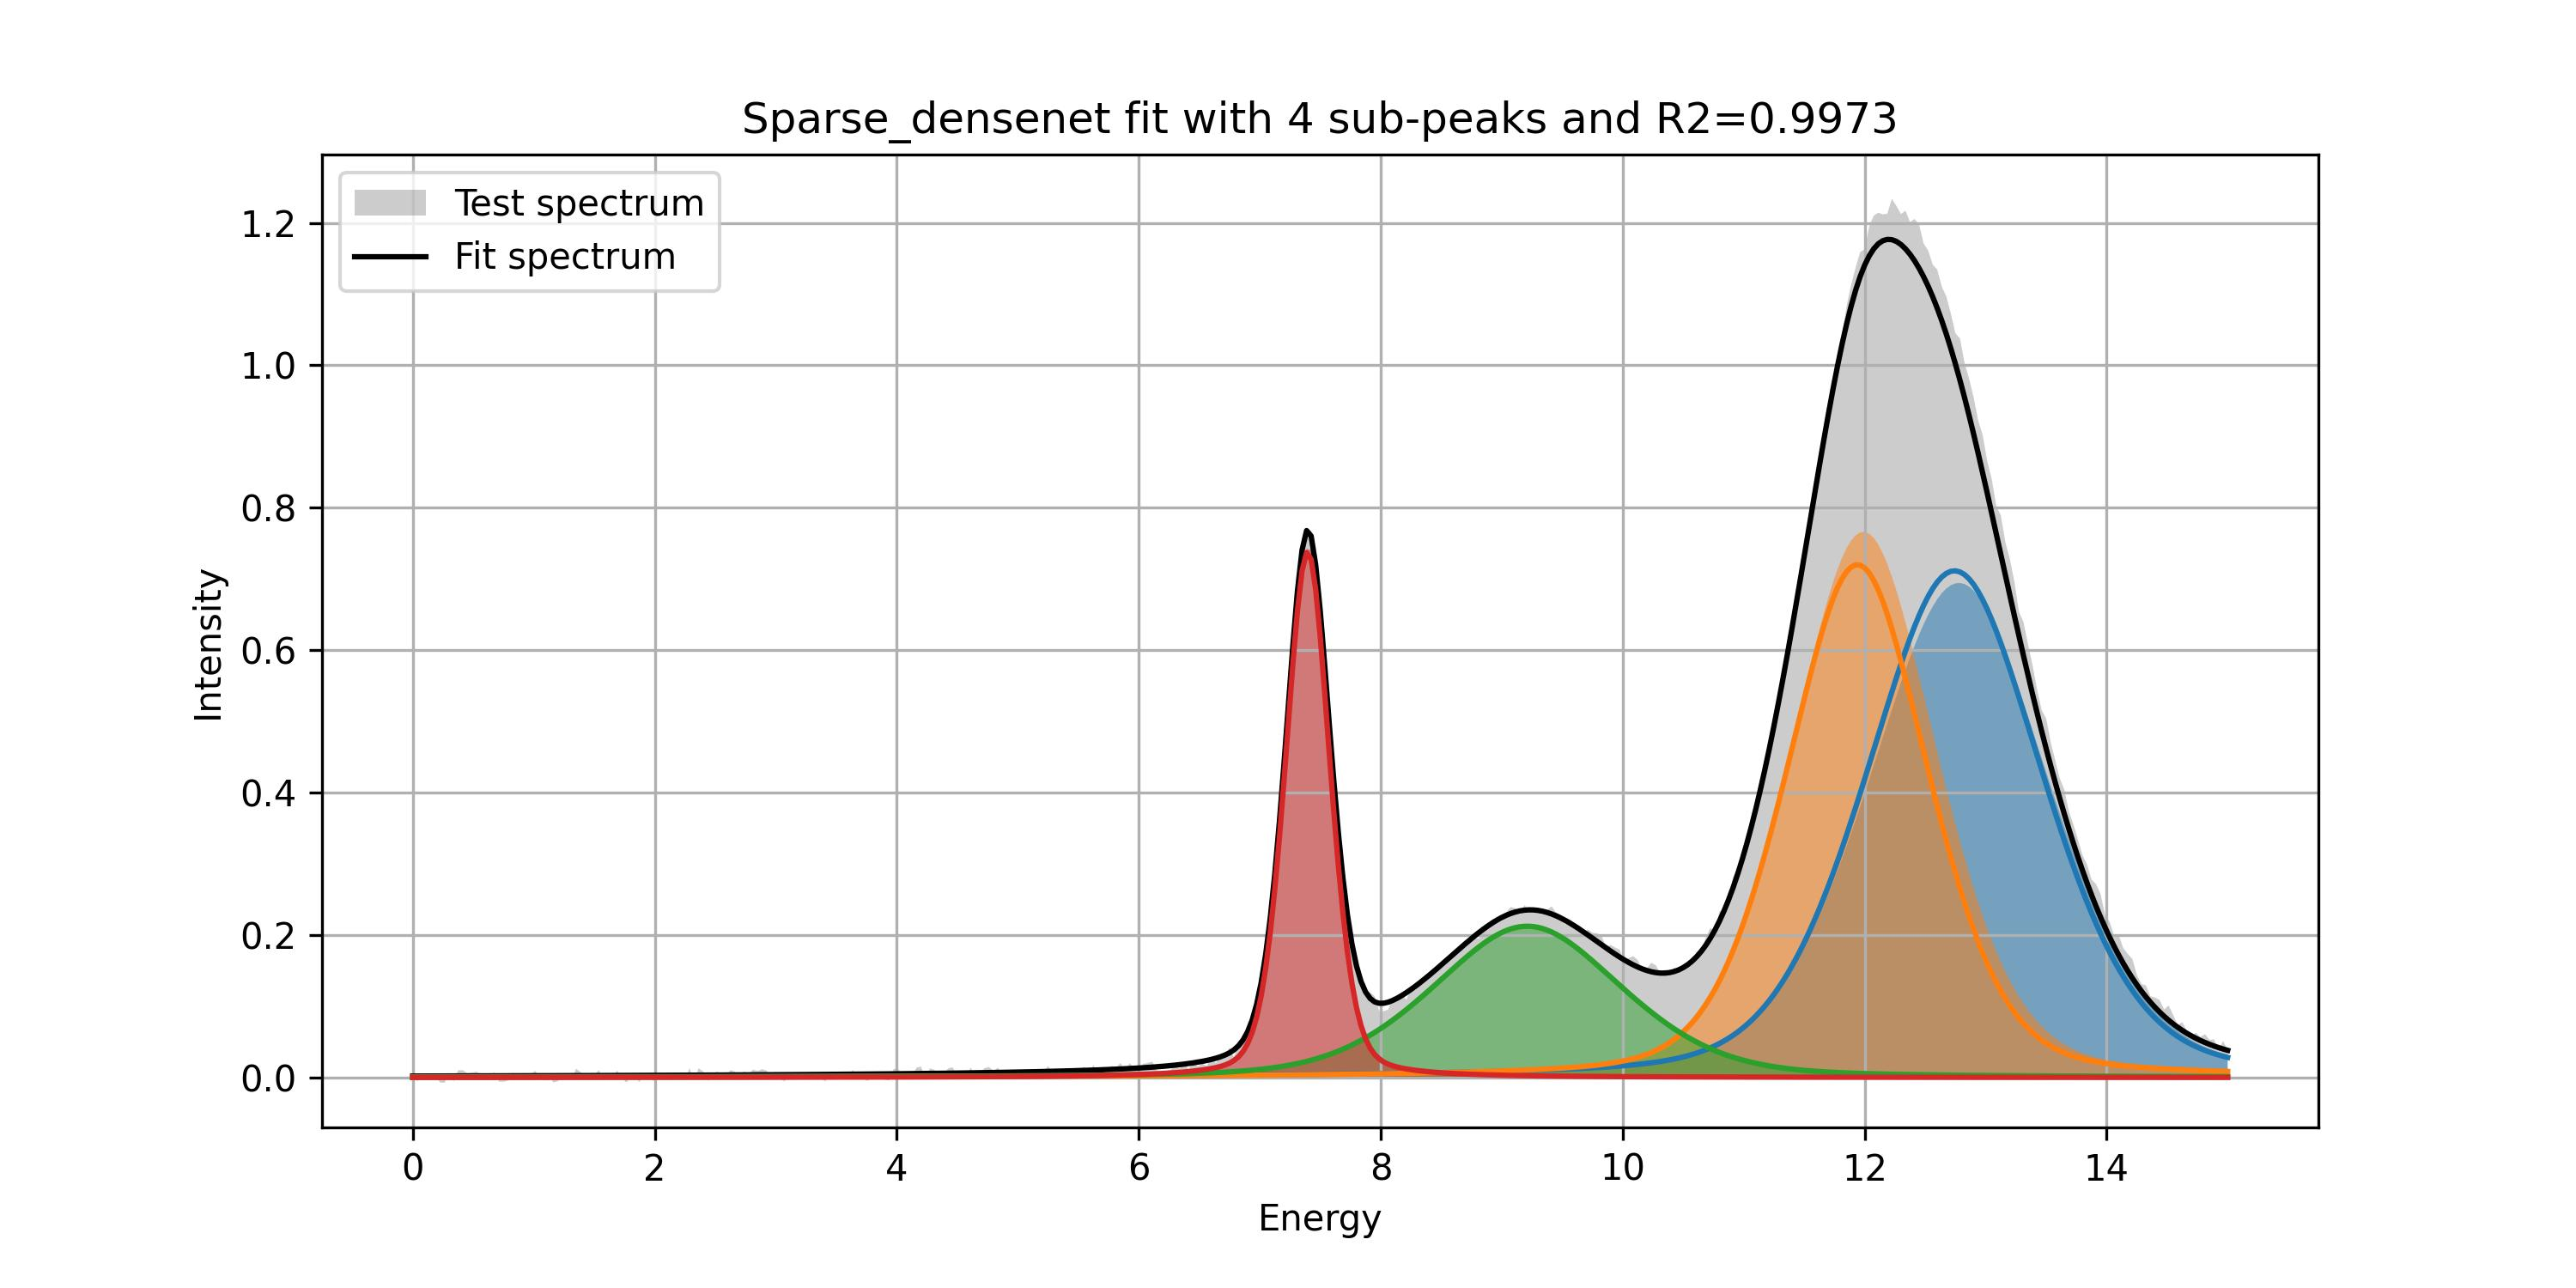 Sparse_densenet fit with 4 sub-peaks and R2=0.9973
Test spectrum
Fit spectrum
1.2
1.0
0.8
0.6
0.4
0.2
0.0
Intensity
0 2 4 6 8 10 12 14
Energy